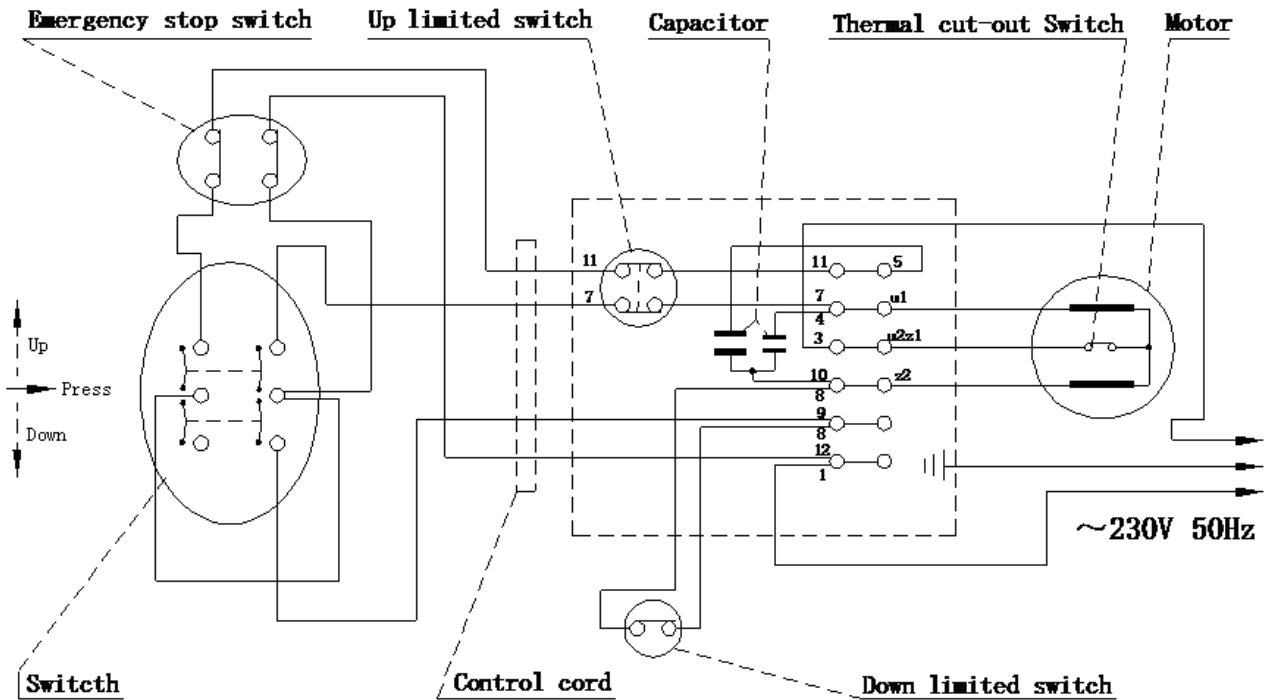 Emergency stop switch
Up limited switch
Capacitor
Thermal cut-out Switch
Motor
11
11
5
7
7
u1
4
3
u2z1
Up
Press
Down
10
z2
8
9
8
12
1
~230V 50Hz
Switcth
Control cord
Down limited switch